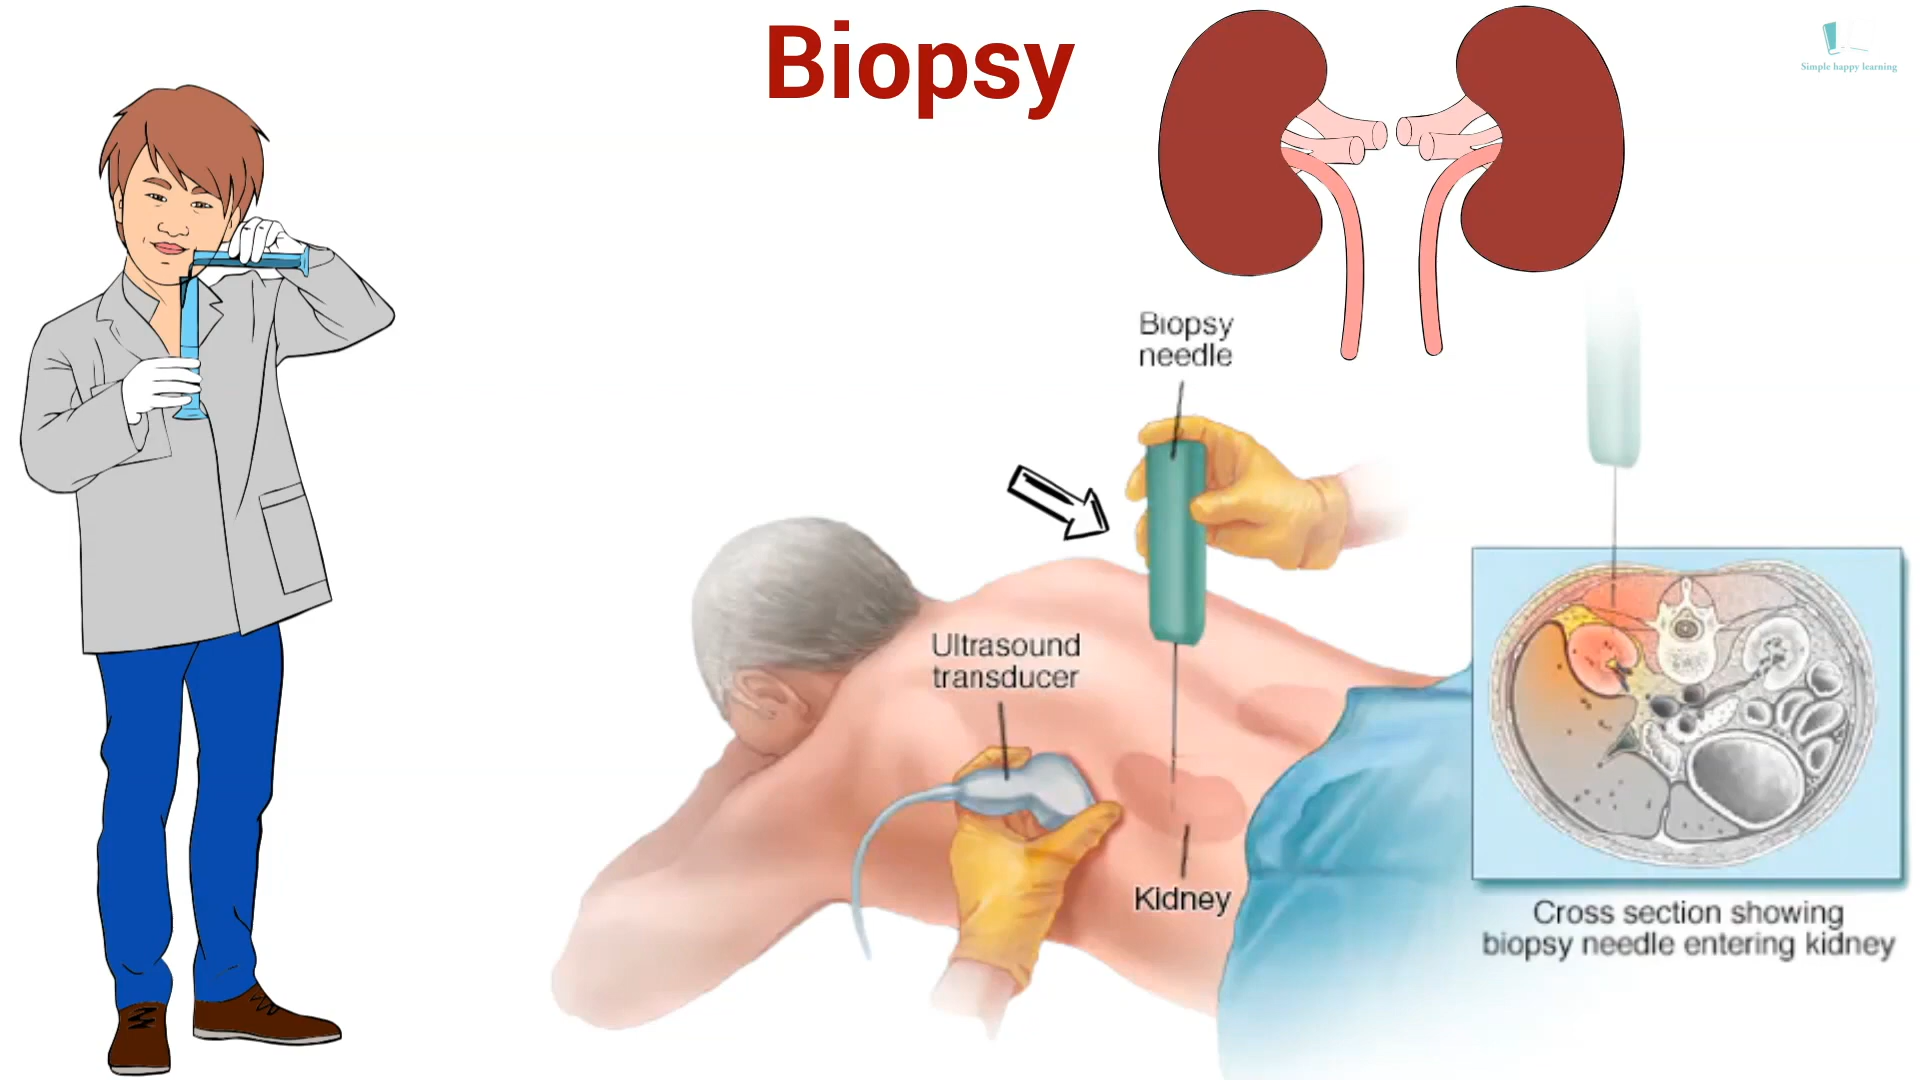 Biopsy
Simple happy learning
Biopsy
needle
Ultrasound
transducer
Kidney
Cross section showing
biopsy needle entering kidney